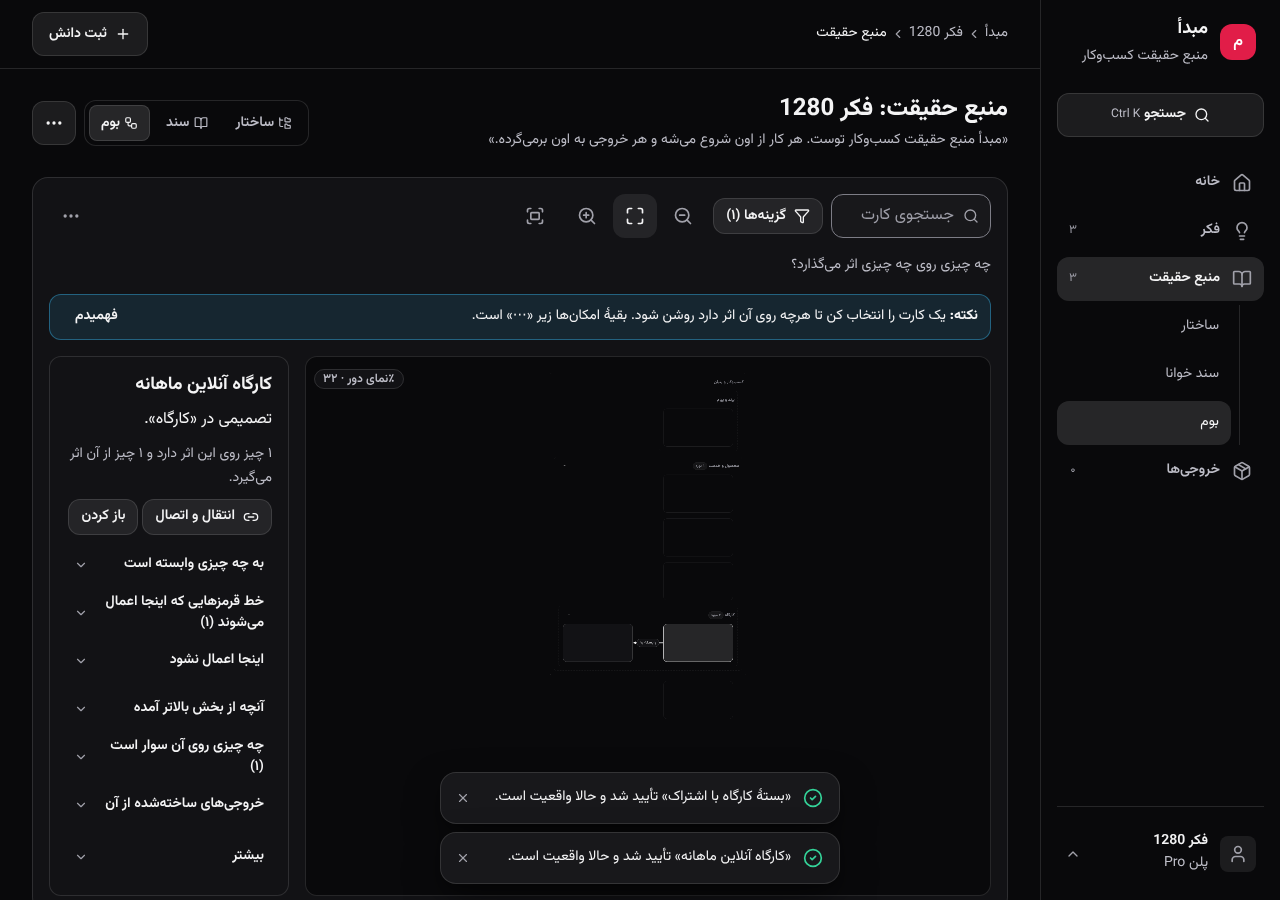 مبدأ
منبع حقیقت کسب‌وکار
م
جستجو Ctrl K
خانه
فکر ۳
منبع حقیقت ۳
ساختار
سند خوانا
بوم
خروجی‌ها ۰
فکر 1280
پلن Pro
مبدأ › فکر 1280 › منبع حقیقت
ثبت دانش
منبع حقیقت: فکر 1280
«مبدأ منبع حقیقت کسب‌وکار توست. هر کار از اون شروع می‌شه و هر خروجی به اون برمی‌گرده.»
ساختار سند بوم
جستجوی کارت
گزینه‌ها (۱)
چه چیزی روی چه چیزی اثر می‌گذارد؟
نکته: یک کارت را انتخاب کن تا هرچه روی آن اثر دارد روشن شود. بقیهٔ امکان‌ها زیر «⋯» است.
فهمیدم
نمای دور · ۳۲٪
کارگاه آنلاین ماهانه
تصمیمی در «کارگاه».
۱ چیز روی این اثر دارد و ۱ چیز از آن اثر
می‌گیرد.
انتقال و اتصال
باز کردن
به چه چیزی وابسته است
خط قرمزهایی که اینجا اعمال
می‌شوند (۱)
اینجا اعمال نشود
آنچه از بخش بالاتر آمده
چه چیزی روی آن سوار است
(۱)
خروجی‌های ساخته‌شده از آن
بیشتر
«بستهٔ کارگاه با اشتراک» تأیید شد و حالا واقعیت است.
«کارگاه آنلاین ماهانه» تأیید شد و حالا واقعیت است.